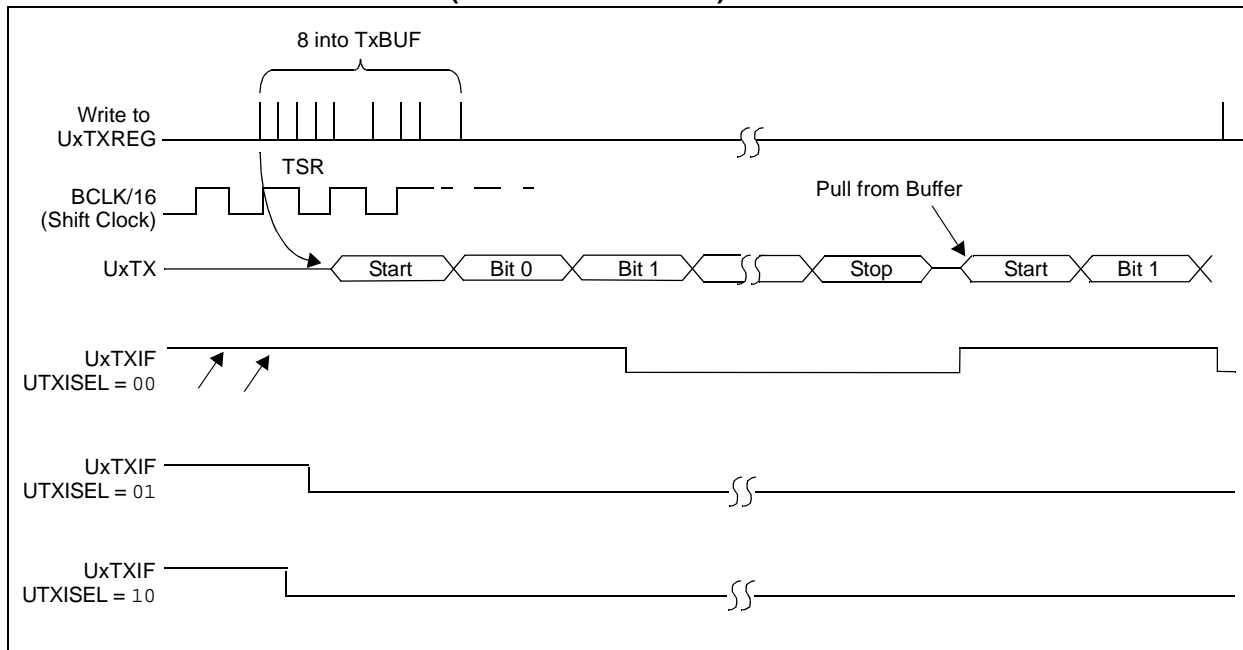 8 into TxBUF
Write to
UxTXREG
TSR
BCLK/16
(Shift Clock)
Pull from Buffer
UxTX
Start
Bit 0
Bit 1
Stop
Start
Bit 1
UxTXIF
UTXISEL = 00
UxTXIF
UTXISEL = 01
UxTXIF
UTXISEL = 10